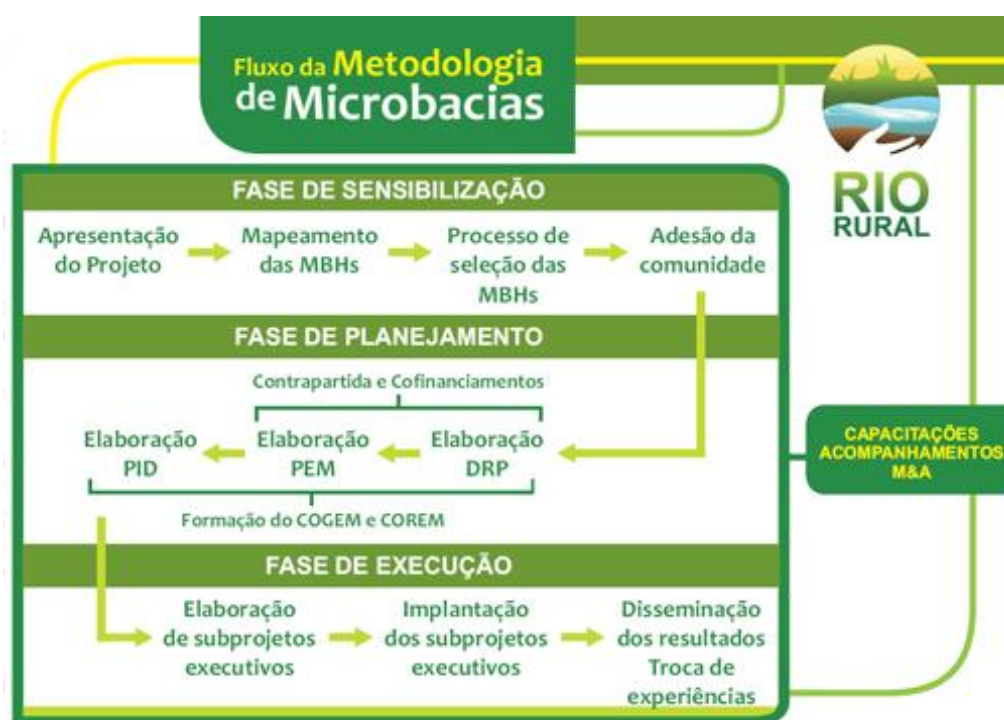 Fluxo da Metodologia
de Microbacias
RIO
RURAL
FASE DE SENSIBILIZAÇÃO
Apresentação
do Projeto
Mapeamento
das MBHs
Processo de
seleção das
MBHs
Adesão da
comunidade
FASE DE PLANEJAMENTO
Contrapartida e Cofinanciamentos
Elaboração
PID
Elaboração
PEM
Elaboração
DRP
Formação do COGEM e COREM
CAPACITAÇÕES
ACOMPANHAMENTOS
M&A
FASE DE EXECUÇÃO
Elaboração
de subprojetos
executivos
Implantação
dos subprojetos
executivos
Disseminação
dos resultados
Troca de
experiências